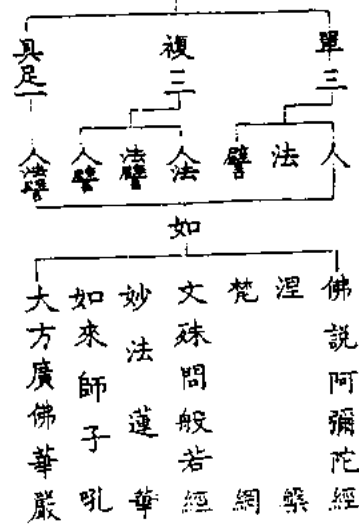 單三
複三
具足一
人
法
譬
人法
法譬
人譬
人法譬
如
佛說阿彌陀經
涅槃
梵網
文殊問般若經
妙法蓮華
如來師子吼
大方廣佛華嚴